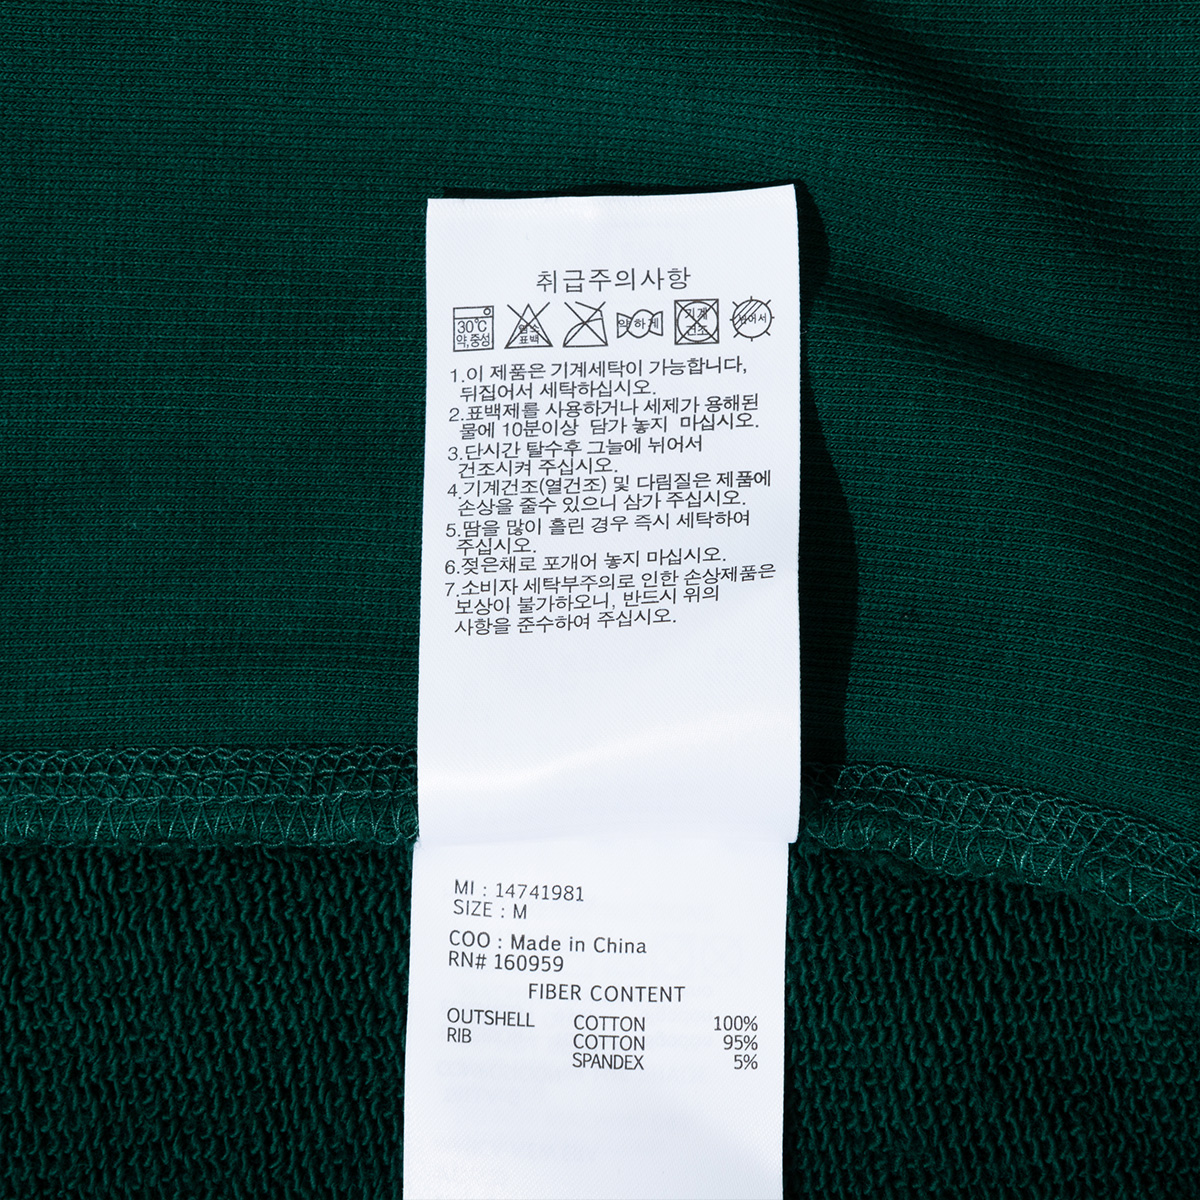 취급주의사항
30℃
약,중성
염소
표백
약하게
기계
건조
뉘어서
1.이 제품은 기계세탁이 가능합니다,
뒤집어서 세탁하십시오.
2.표백제를 사용하거나 세제가 용해된
물에 10분이상 담가 놓지 마십시오.
3.단시간 탈수후 그늘에 뉘어서
건조시켜 주십시오.
4.기계건조(열건조) 및 다림질은 제품에
손상을 줄수 있으니 삼가 주십시오.
5.땀을 많이 흘린 경우 즉시 세탁하여
주십시오.
6.젖은채로 포개어 놓지 마십시오.
7.소비자 세탁부주의로 인한 손상제품은
보상이 불가하오니, 반드시 위의
사항을 준수하여 주십시오.
MI : 14741981
SIZE : M
COO : Made in China
RN# 160959
FIBER CONTENT
OUTSHELL COTTON 100%
RIB COTTON 95%
SPANDEX 5%